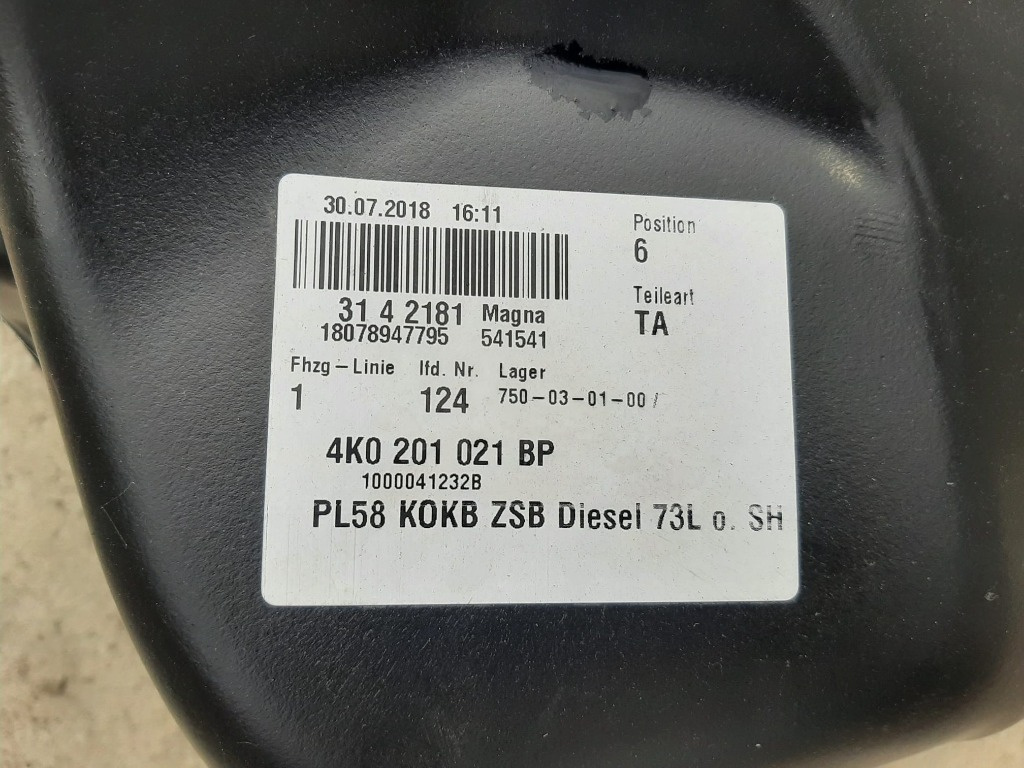 30.07.2018 16:11
Position
6
31 4 2181 Magna
Teileart
TA
18078947795 541541
Fhzg-Linie lfd. Nr. Lager
1 124 750-03-01-00 /
4K0 201 021 BP
1000041232B
PL58 KOKB ZSB Diesel 73L o. SH